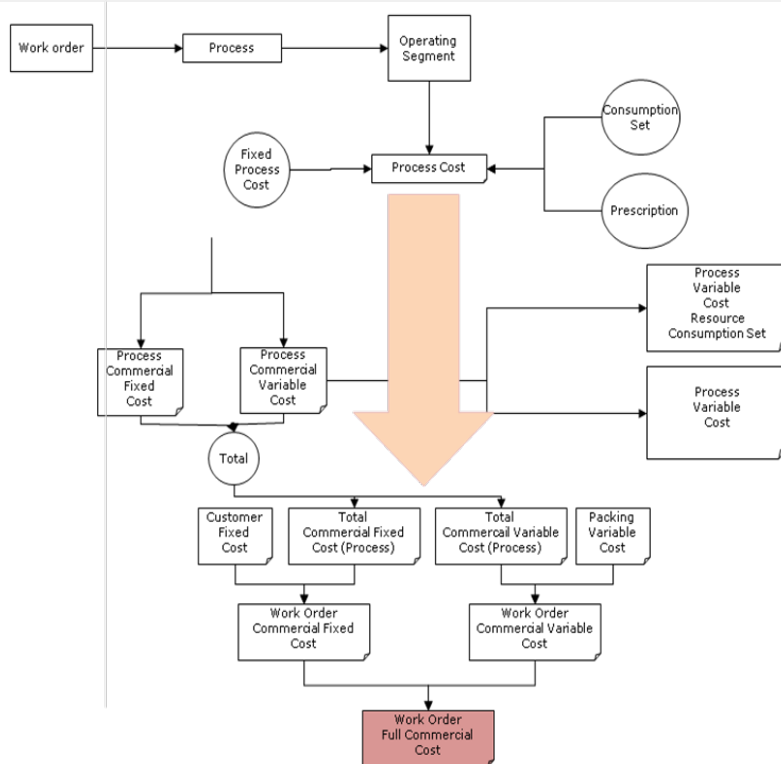 Work order
Process
Operating
Segment
Consumption
Set
Fixed
Process
Cost
Process Cost
Prescription
Process
Variable
Cost
Resource
Consumption Set
Process
Commercial
Fixed
Cost
Process
Commercial
Variable
Cost
Process
Variable
Cost
Total
Customer
Fixed
Cost
Total
Commercial Fixed
Cost (Process)
Total
Commercail Variable
Cost (Process)
Packing
Variable
Cost
Work Order
Commercial Fixed
Cost
Work Order
Commercial Variable
Cost
Work Order
Full Commercial
Cost